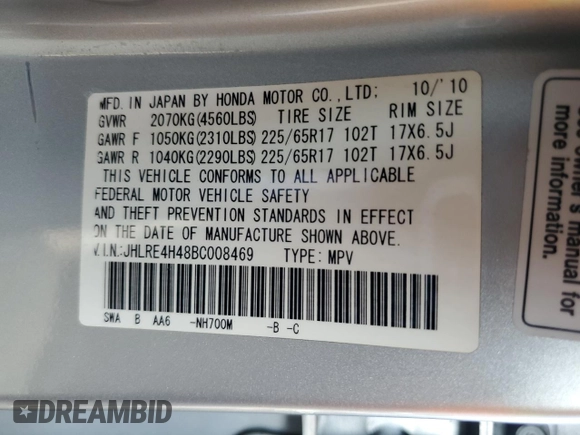 MFD. IN JAPAN BY HONDA MOTOR CO.,LTD: 10/'10
GVWR 2070KG(4560LBS) TIRE SIZE RIM SIZE
GAWR F 1050KG(2310LBS) 225/65R17 102T 17X6.5J
GAWR R 1040KG(2290LBS) 225/65R17 102T 17X6.5J
THIS VEHICLE CONFORMS TO ALL APPLICABLE
FEDERAL MOTOR VEHICLE SAFETY
AND THEFT PREVENTION STANDARDS IN EFFECT
ON THE DATE OF MANUFACTURE SHOWN ABOVE.
V.I.N.:JHLRE4H48BC008469 TYPE: MPV
SWA B AA6 -NH700M -B -C
owner's
manual for
more information.
DREAMBID